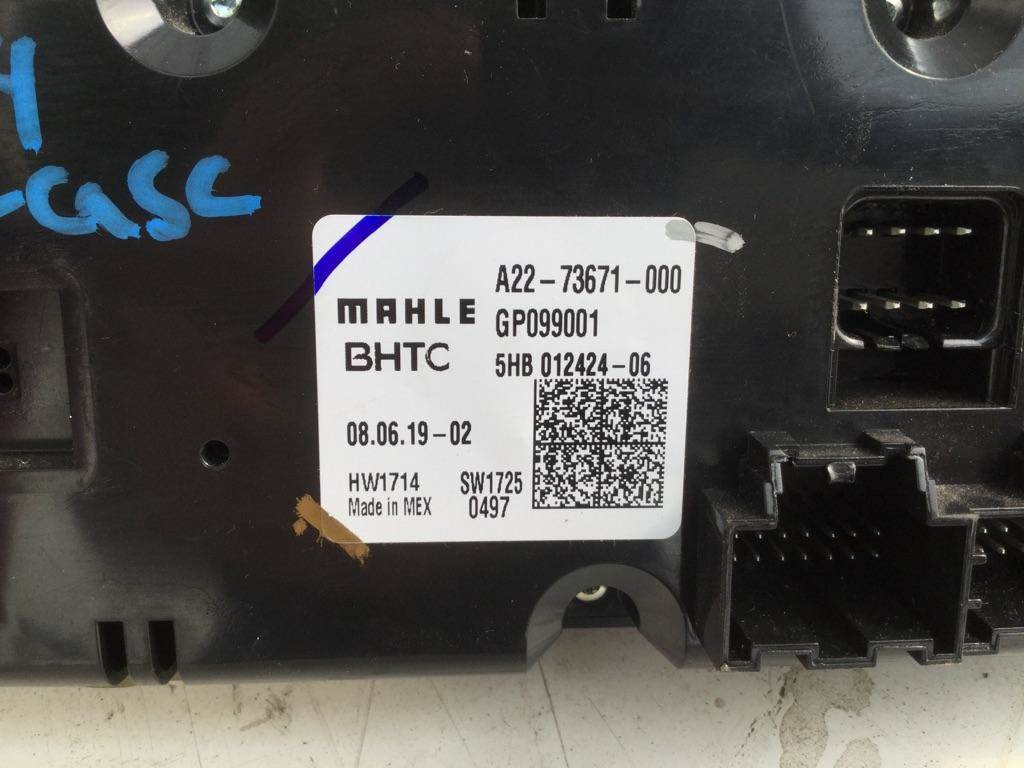 CASC
A22-73671-000
MAHLE GP099001
BHTC 5HB 012424-06
08.06.19-02
HW1714 SW1725
Made in MEX 0497